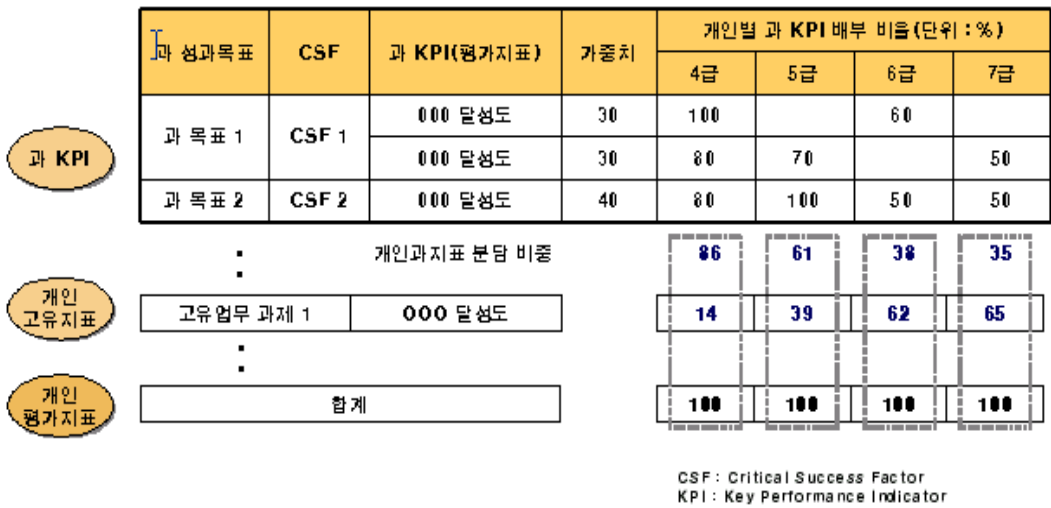 과 성과목표 CSF 과 KPI(평가지표) 가중치 개인별 과 KPI 배부 비율(단위 : %)
4급 5급 6급 7급
과 KPI
과 목표 1 CSF 1 000 달성도 30 100 60
000 달성도 30 80 70 50
과 목표 2 CSF 2 000 달성도 40 80 100 50 50
개인과지표 분담 비중 86 61 38 35
개인
고유지표
고유업무 과제 1 000 달성도 14 39 62 65
개인
평가지표
합계 100 100 100 100
CSF : Critical Success Factor
KPI : Key Performance Indicator